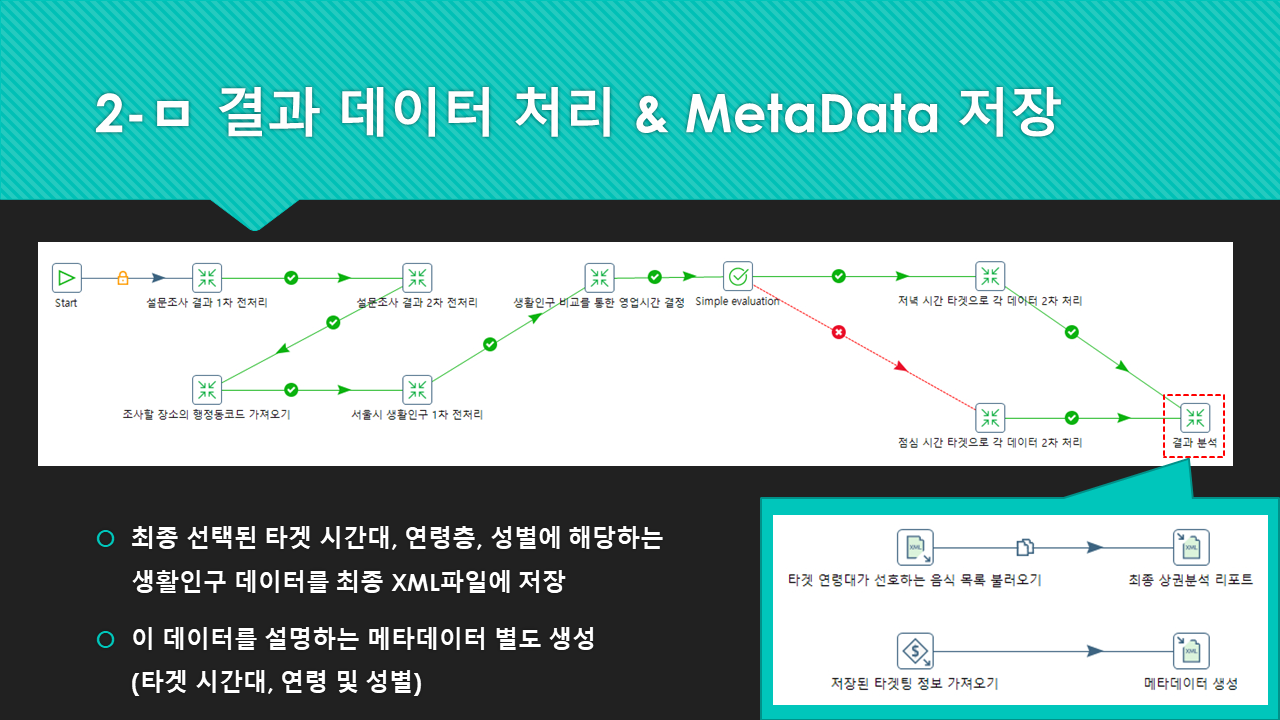 2-ㅁ 결과 데이터 처리 & MetaData 저장
Start
설문조사 결과 1차 전처리
설문조사 결과 2차 전처리
생활인구 비교를 통한 영업시간 결정
Simple evaluation
저녁 시간 타겟으로 각 데이터 2차 처리
조사할 장소의 행정동코드 가져오기
서울시 생활인구 1차 전처리
점심 시간 타겟으로 각 데이터 2차 처리
결과 분석
최종 선택된 타겟 시간대, 연령층, 성별에 해당하는
생활인구 데이터를 최종 XML파일에 저장
이 데이터를 설명하는 메타데이터 별도 생성
(타겟 시간대, 연령 및 성별)
XML
XML
타겟 연령대가 선호하는 음식 목록 불러오기
최종 상권분석 리포트
$
XML
저장된 타겟팅 정보 가져오기
메타데이터 생성